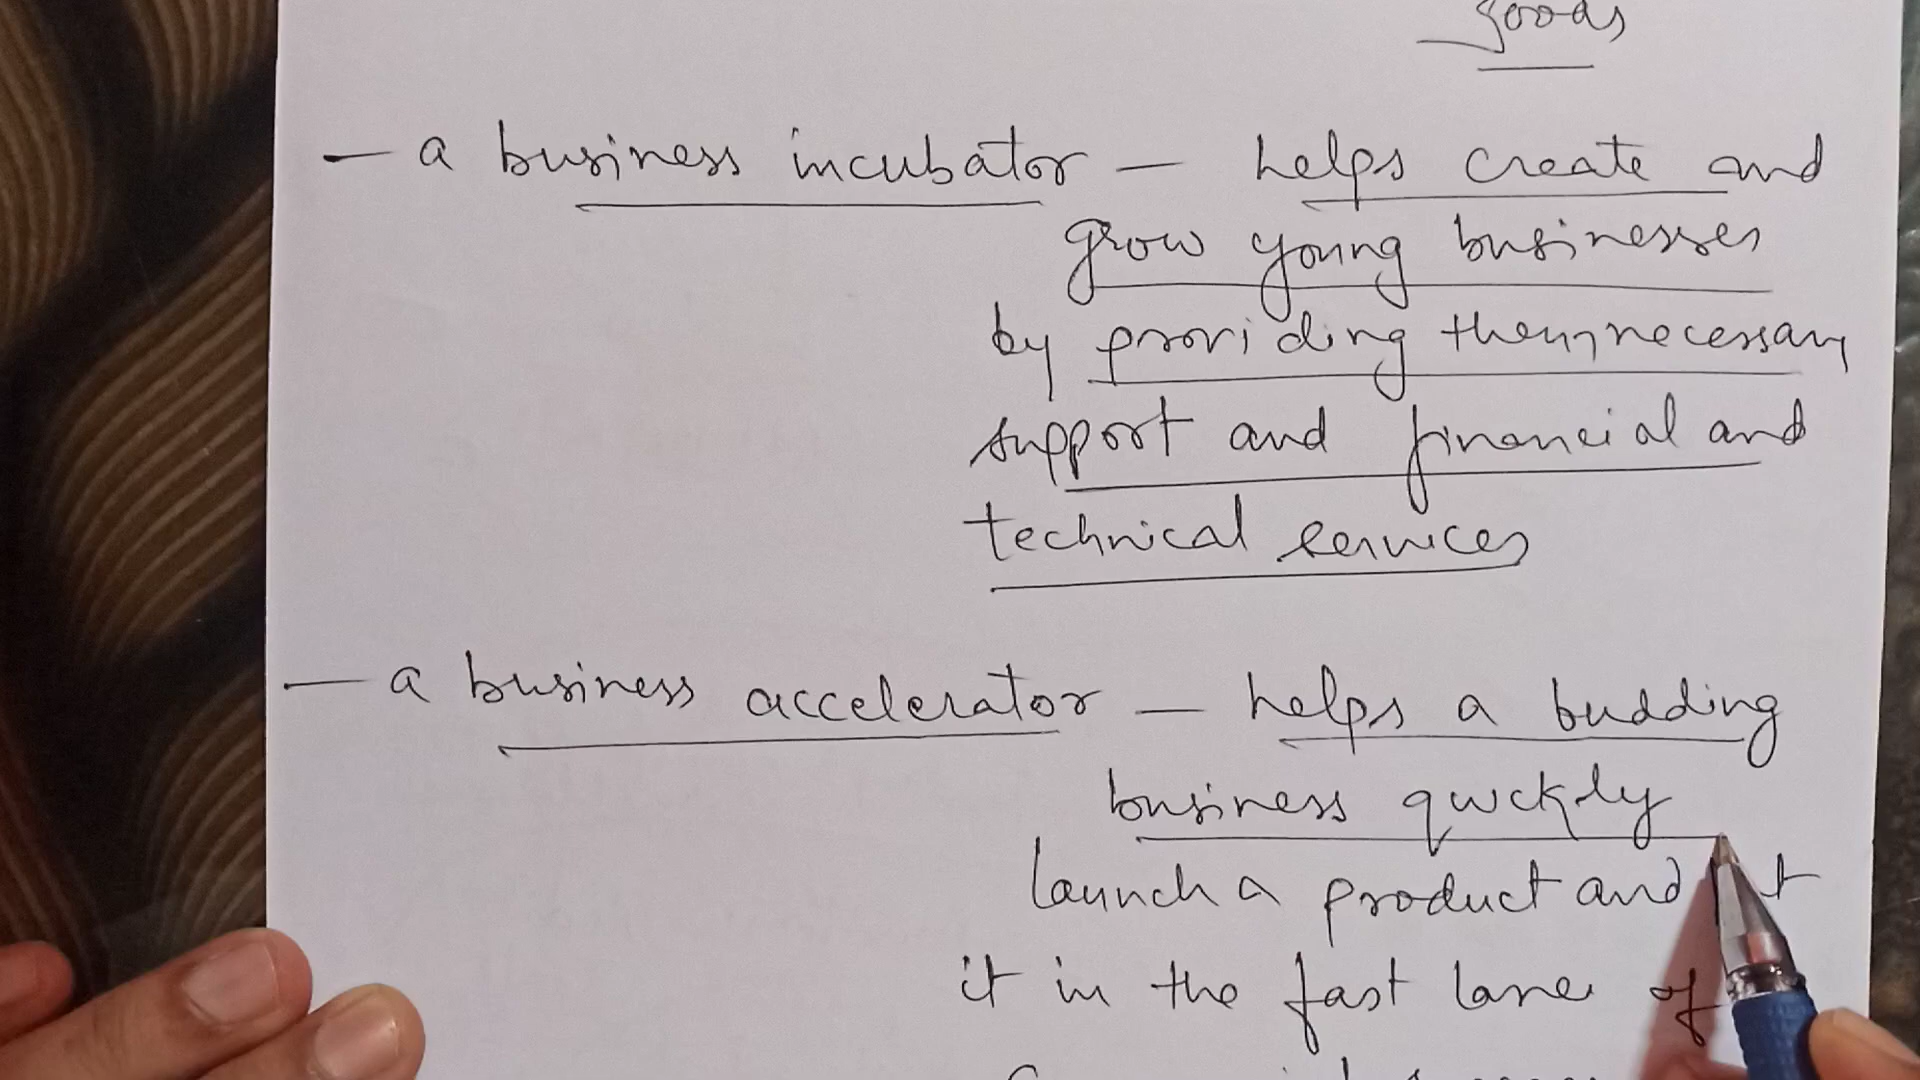 goods
— a business incubator — helps create and
grow young businesses
by providing them necessary
support and financial and
technical services
— a business accelerator — helps a budding
business quickly
launch a product and
it in the fast lane of